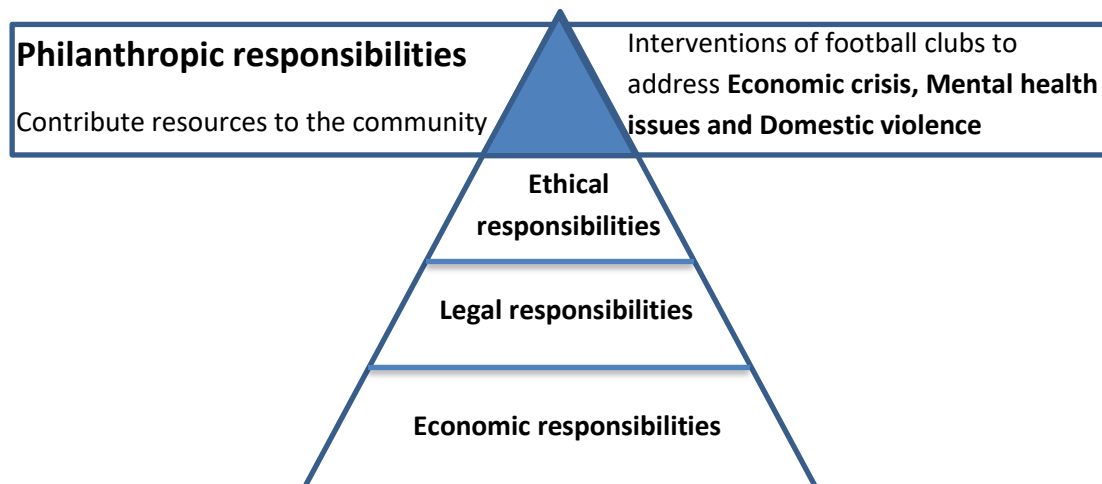 Philanthropic responsibilities
Contribute resources to the community
Interventions of football clubs to
address Economic crisis, Mental health
issues and Domestic violence
Ethical
responsibilities
Legal responsibilities
Economic responsibilities